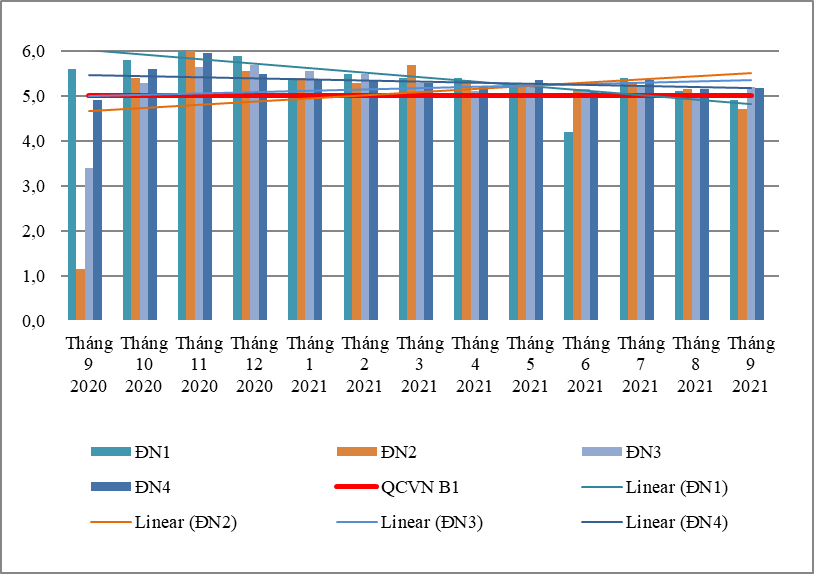 6,0
5,0
4,0
3,0
2,0
1,0
0,0
Tháng 9 2020
Tháng 10 2020
Tháng 11 2020
Tháng 12 2020
Tháng 1 2021
Tháng 2 2021
Tháng 3 2021
Tháng 4 2021
Tháng 5 2021
Tháng 6 2021
Tháng 7 2021
Tháng 8 2021
Tháng 9 2021
ĐN1 ĐN2 ĐN3
ĐN4 QCVN B1 Linear (ĐN1)
Linear (ĐN2) Linear (ĐN3) Linear (ĐN4)